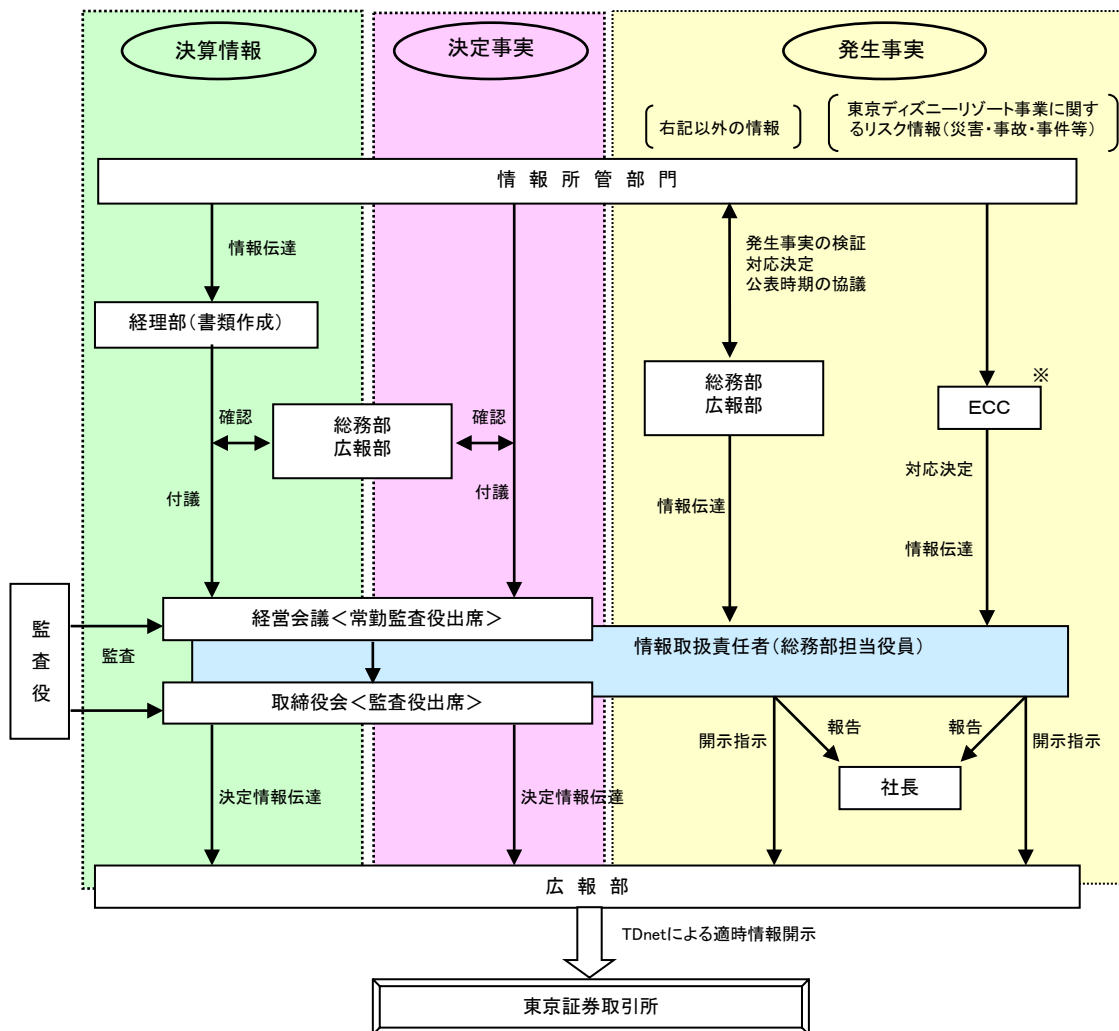 決算情報
決定事実
発生事実
右記以外の情報
東京ディズニーリゾート事業に関す
るリスク情報(災害・事故・事件等)
情報所管部門
情報伝達
発生事実の検証
対応決定
公表時期の協議
経理部(書類作成)
総務部
広報部
※
ECC
確認
総務部
広報部
確認
対応決定
付議
付議
情報伝達
情報伝達
監査役
経営会議<常勤監査役出席>
監査
情報取扱責任者(総務部担当役員)
取締役会<監査役出席>
開示指示
報告
報告
開示指示
社長
決定情報伝達
決定情報伝達
広報部
TDnetによる適時情報開示
東京証券取引所